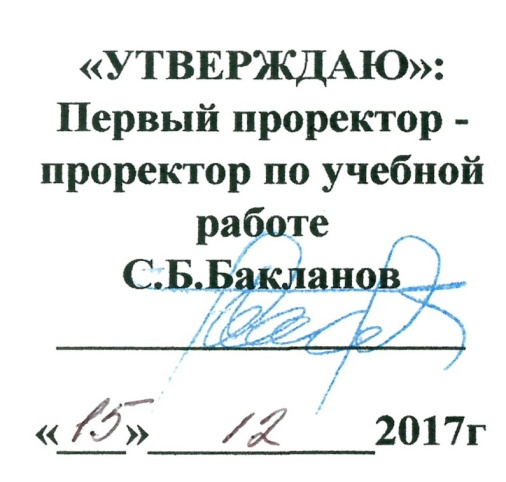 «УТВЕРЖДАЮ»:
Первый проректор -
проректор по учебной
работе
С.Б.Бакланов
«15» 12 2017г